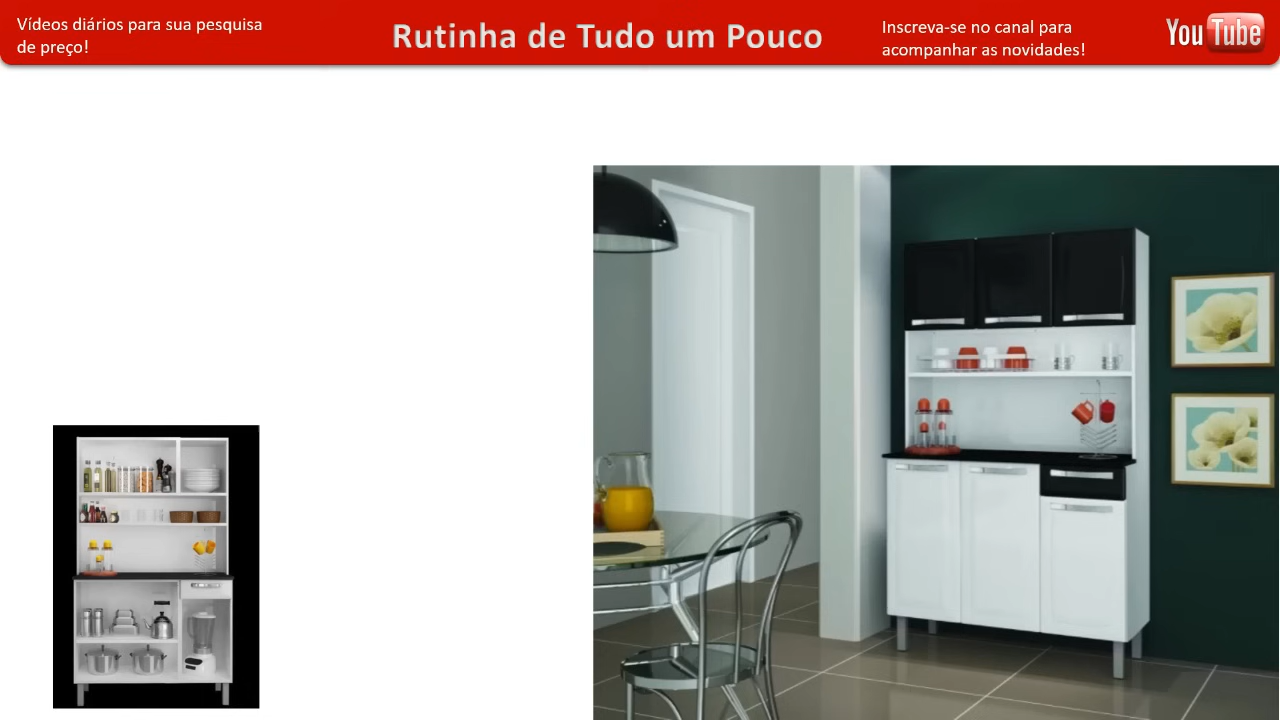 Vídeos diários para sua pesquisa
de preço!
Rutinha de Tudo um Pouco
Inscreva-se no canal para
acompanhar as novidades!
YouTube